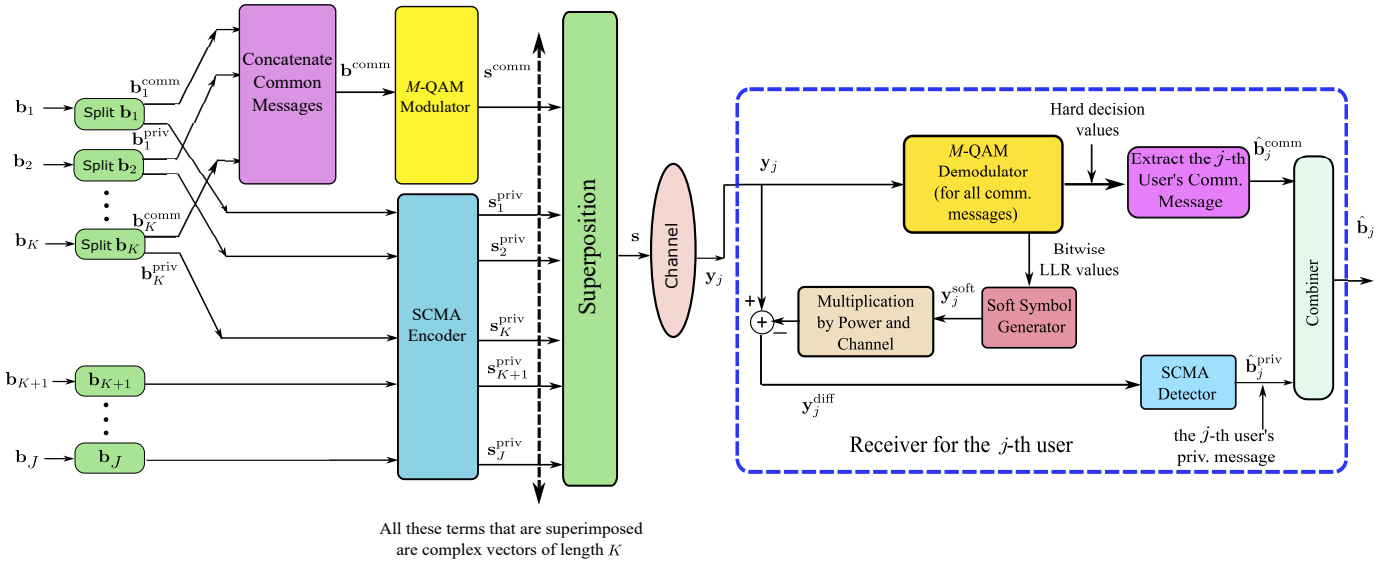 b_1
Split b_1
b_1^comm
b_1^priv
b_2
Split b_2
b_K
Split b_K
b_K^comm
b_K^priv
b_{K+1}
b_{K+1}
b_J
b_J
Concatenate
Common
Messages
b^comm
M-QAM
Modulator
s^comm
SCMA
Encoder
s_1^priv
s_2^priv
s_K^priv
s_{K+1}^priv
s_J^priv
All these terms that are superimposed
are complex vectors of length K
Superposition
s
Channel
y_j
y_j
M-QAM
Demodulator
(for all comm.
messages)
Hard decision
values
Extract the j-th
User's Comm.
Message
b̂_j^comm
Bitwise
LLR values
Soft Symbol
Generator
y_j^soft
Multiplication
by Power and
Channel
+
+
−
y_j^diff
SCMA
Detector
b̂_j^priv
the j-th user's
priv. message
Combiner
b̂_j
Receiver for the j-th user